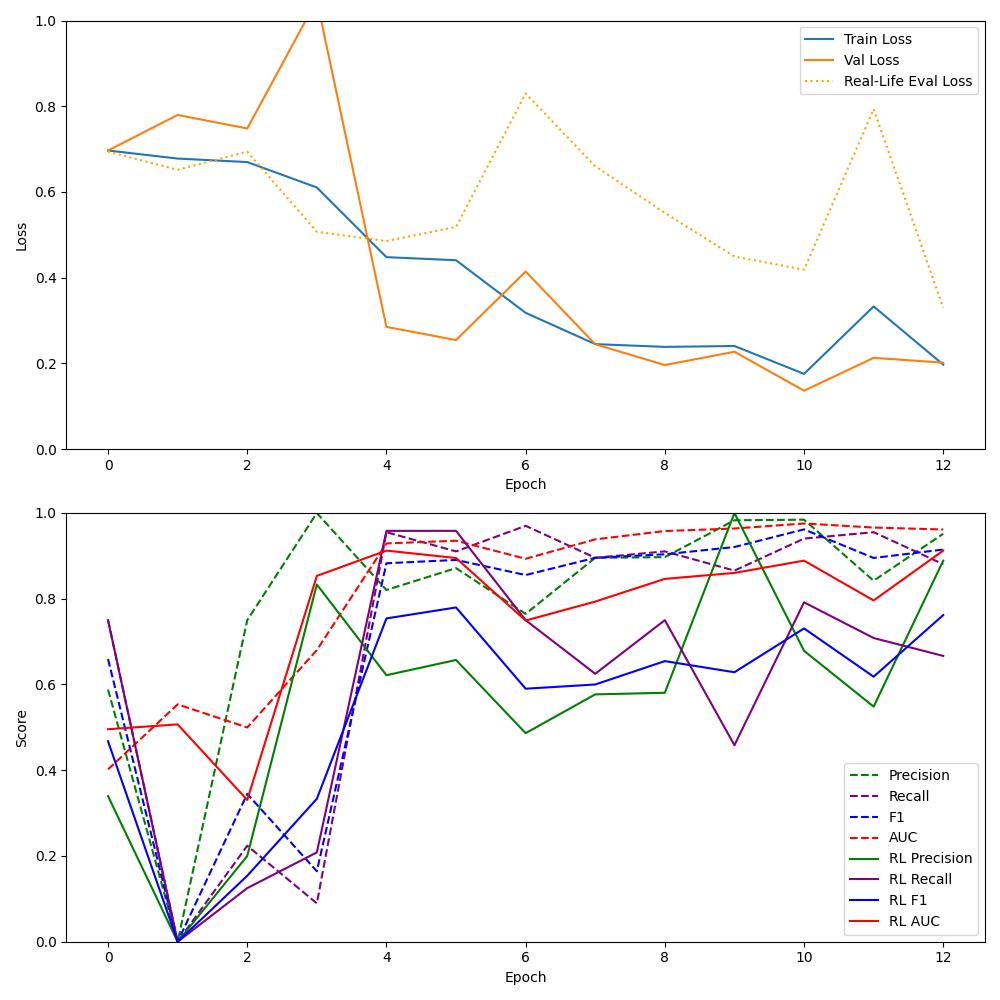 1.0
0.8
0.6
0.4
0.2
0.0
Loss
Train Loss
Val Loss
Real-Life Eval Loss
0 2 4 6 8 10 12
Epoch
1.0
0.8
0.6
0.4
0.2
0.0
Score
Precision
Recall
F1
AUC
RL Precision
RL Recall
RL F1
RL AUC
0 2 4 6 8 10 12
Epoch